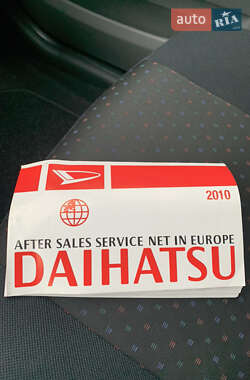 auto RIA
2010
AFTER SALES SERVICE NET IN EUROPE
DAIHATSU